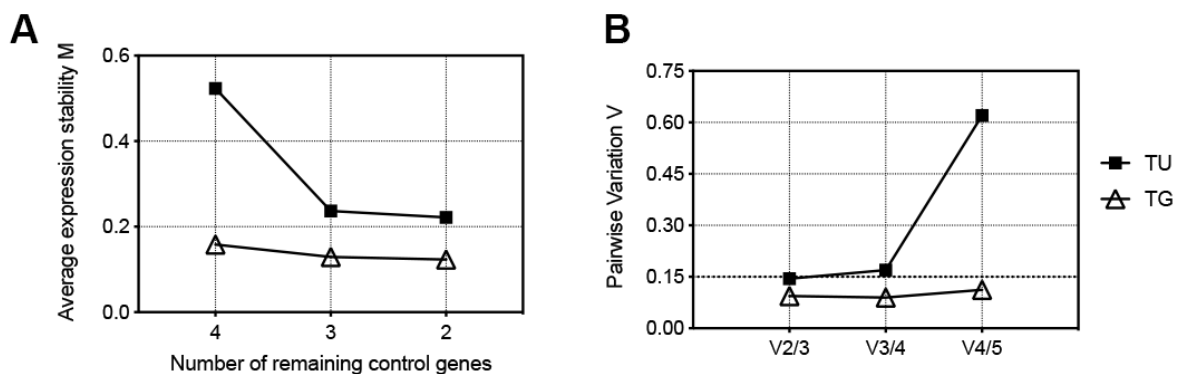 A
Average expression stability M
0.6
0.4
0.2
0.0
4
3
2
Number of remaining control genes
B
Pairwise Variation V
0.75
0.60
0.45
0.30
0.15
0.00
V2/3
V3/4
V4/5
TU
TG